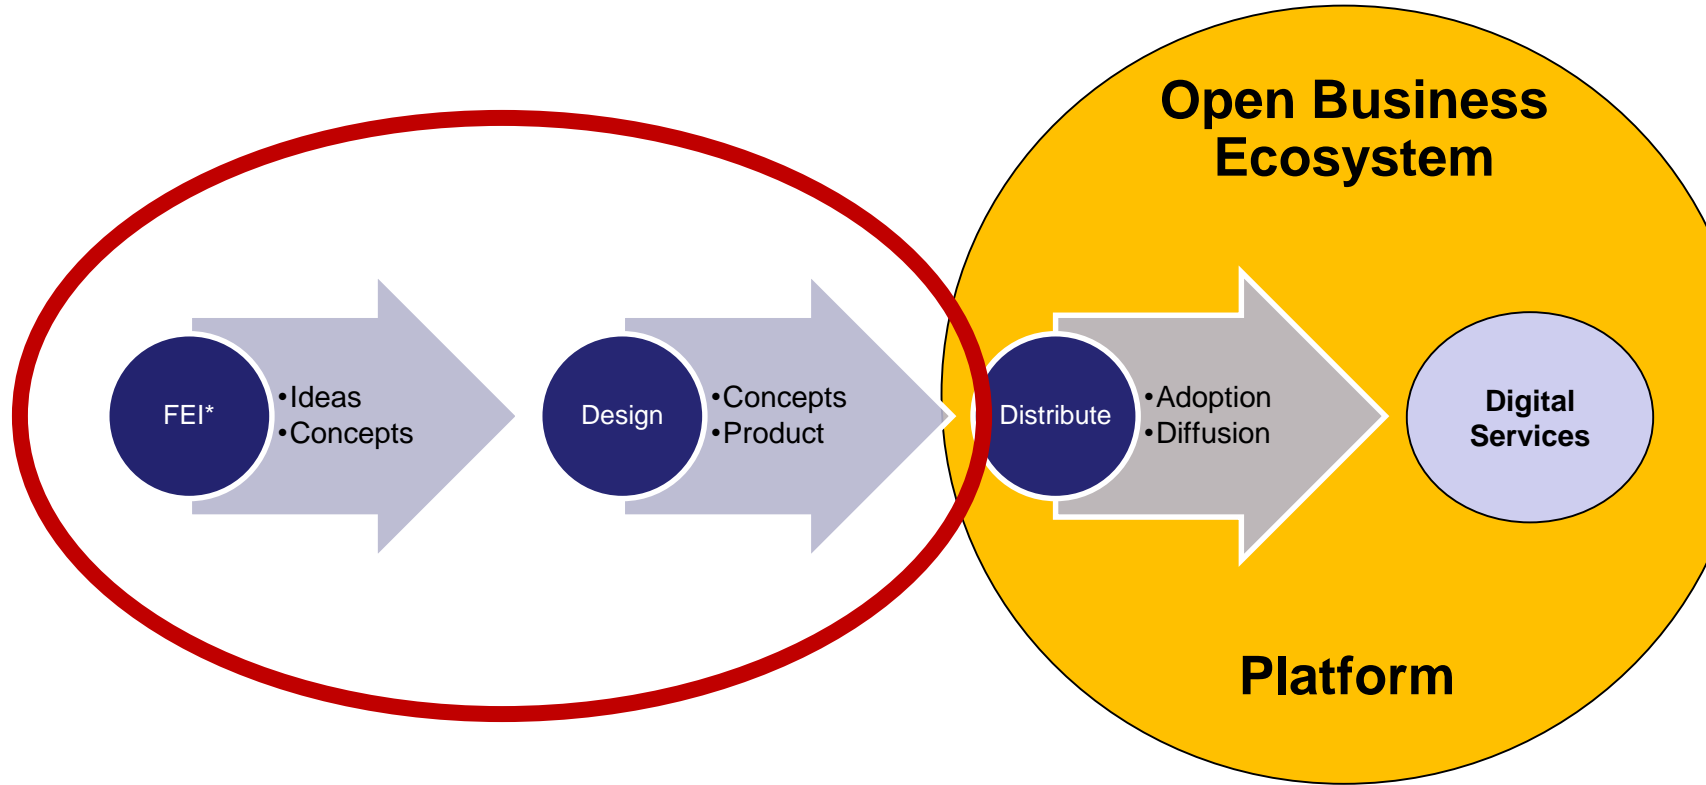 Open Business
Ecosystem
FEI*
•Ideas
•Concepts
Design
•Concepts
•Product
Distribute
•Adoption
•Diffusion
Digital
Services
Platform